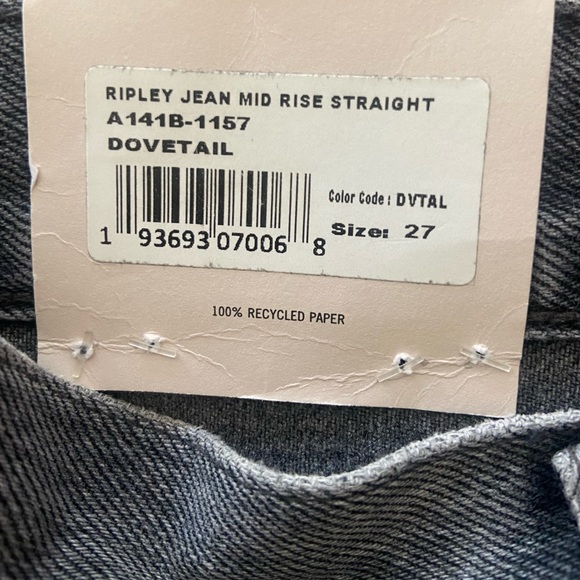 RIPLEY JEAN MID RISE STRAIGHT
A141B-1157
DOVETAIL
Color Code: DVTAL
Size: 27
1 93693 07006 8
100% RECYCLED PAPER